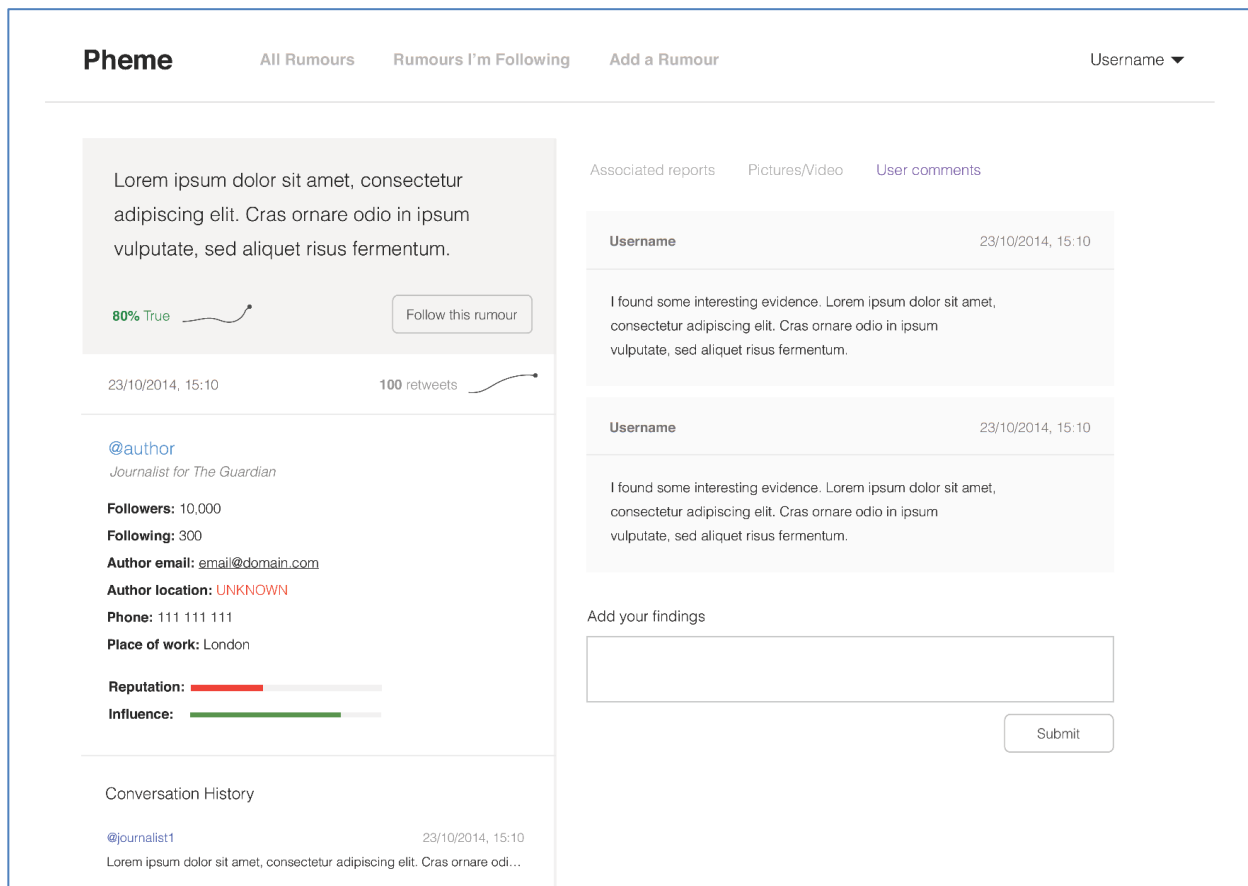 Pheme All Rumours Rumours I'm Following Add a Rumour Username
Lorem ipsum dolor sit amet, consectetur
adipiscing elit. Cras ornare odio in ipsum
vulputate, sed aliquet risus fermentum.
80% True Follow this rumour
23/10/2014, 15:10 100 retweets
@author
Journalist for The Guardian
Followers: 10,000
Following: 300
Author email: email@domain.com
Author location: UNKNOWN
Phone: 111 111 111
Place of work: London
Reputation:
Influence:
Conversation History
@journalist1 23/10/2014, 15:10
Lorem ipsum dolor sit amet, consectetur adipiscing elit. Cras ornare odi...
Associated reports Pictures/Video User comments
Username 23/10/2014, 15:10
I found some interesting evidence. Lorem ipsum dolor sit amet,
consectetur adipiscing elit. Cras ornare odio in ipsum
vulputate, sed aliquet risus fermentum.
Username 23/10/2014, 15:10
I found some interesting evidence. Lorem ipsum dolor sit amet,
consectetur adipiscing elit. Cras ornare odio in ipsum
vulputate, sed aliquet risus fermentum.
Add your findings
Submit